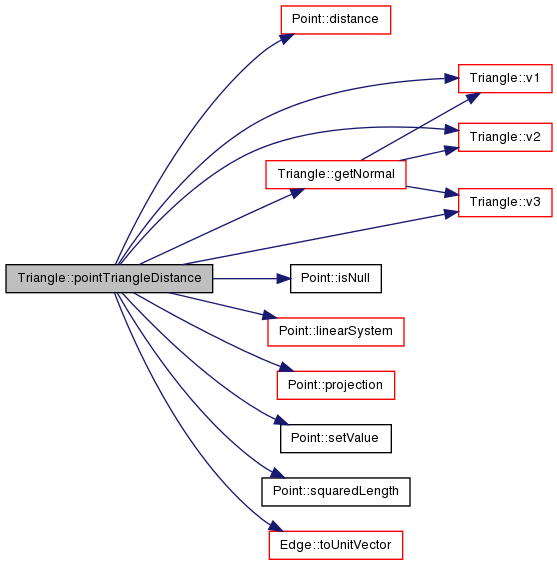 Point::distance
Triangle::v1
Triangle::v2
Triangle::getNormal
Triangle::v3
Triangle::pointTriangleDistance
Point::isNull
Point::linearSystem
Point::projection
Point::setValue
Point::squaredLength
Edge::toUnitVector